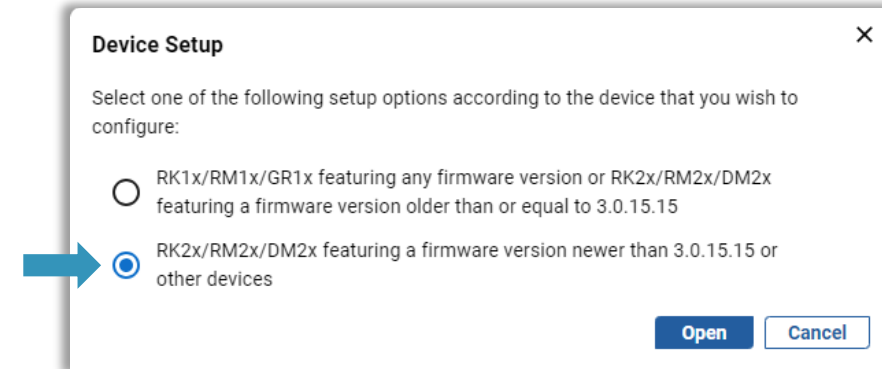 Device Setup
Select one of the following setup options according to the device that you wish to
configure:
RK1x/RM1x/GR1x featuring any firmware version or RK2x/RM2x/DM2x
featuring a firmware version older than or equal to 3.0.15.15
RK2x/RM2x/DM2x featuring a firmware version newer than 3.0.15.15 or
other devices
Open Cancel